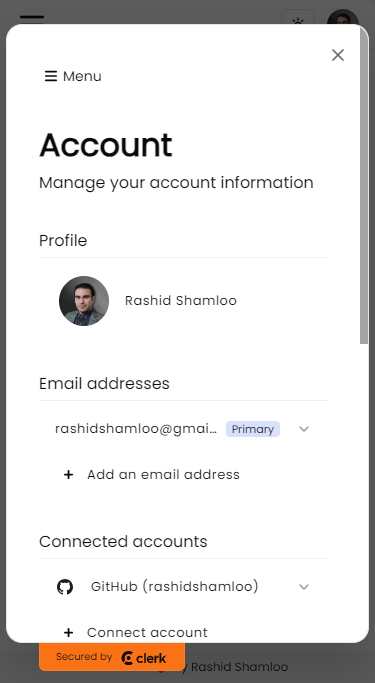 Menu
Account
Manage your account information
Profile
Rashid Shamloo
Email addresses
rashidshamloo@gmai... Primary
+ Add an email address
Connected accounts
GitHub (rashidshamloo)
+ Connect account
Secured by clerk
y Rashid Shamloo